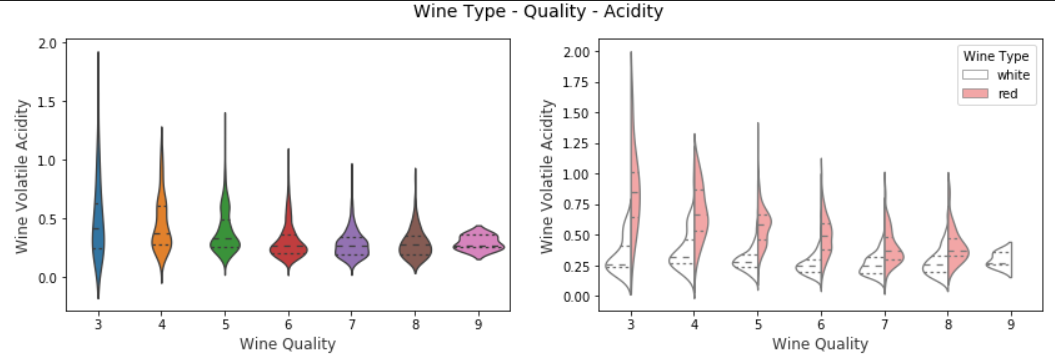 Wine Type - Quality - Acidity
Wine Volatile Acidity
2.0
1.5
1.0
0.5
0.0
3 4 5 6 7 8 9
Wine Quality
Wine Volatile Acidity
2.00
1.75
1.50
1.25
1.00
0.75
0.50
0.25
0.00
Wine Type
white
red
3 4 5 6 7 8 9
Wine Quality